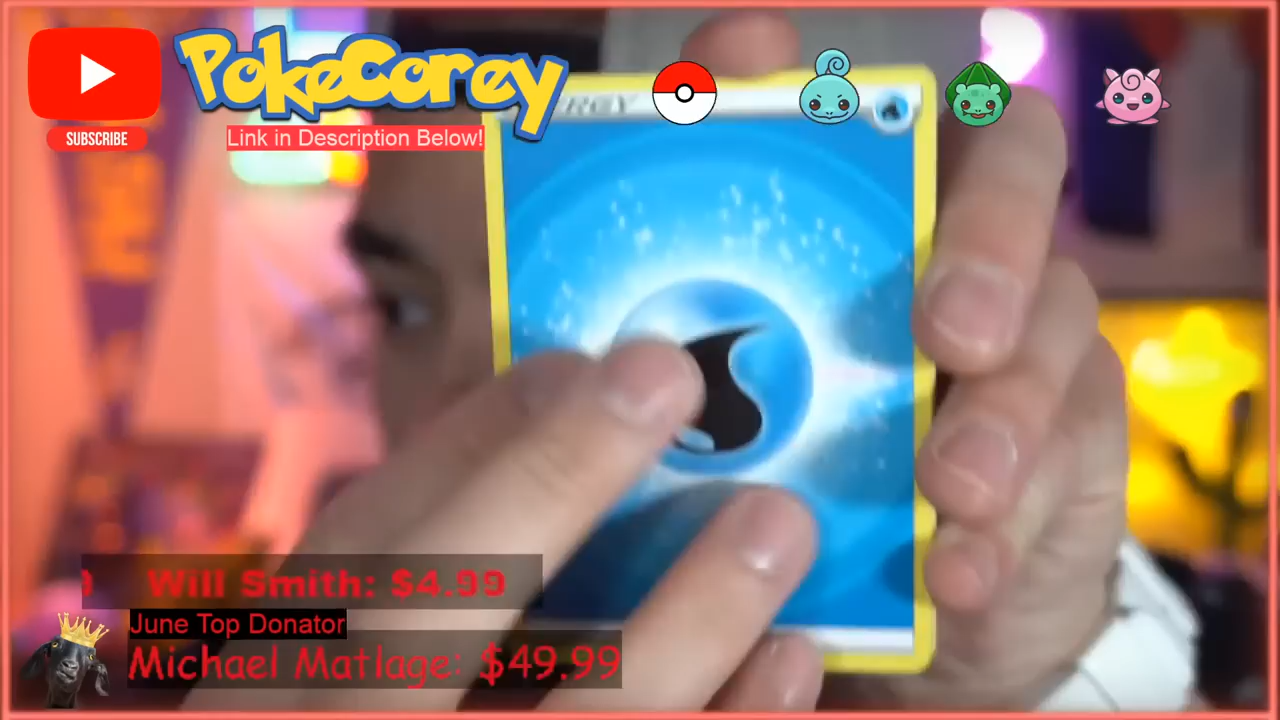 PokeCorey
SUBSCRIBE
Link in Description Below!
Will Smith: $4.99
June Top Donator
Michael Matlage: $49.99